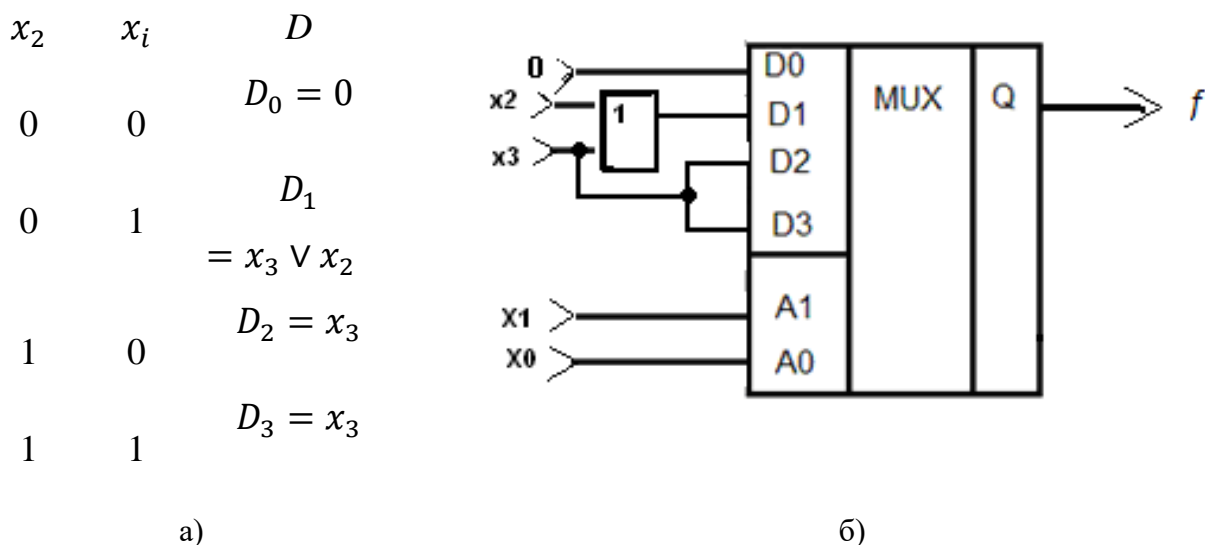 x₂ xᵢ D
D₀ = 0
0 0
D₁
0 1
= x₃ ∨ x₂
D₂ = x₃
1 0
D₃ = x₃
1 1
а)
0
x2
x3
1
X1
X0
D0
D1
D2
D3
A1
A0
MUX
Q
f
б)